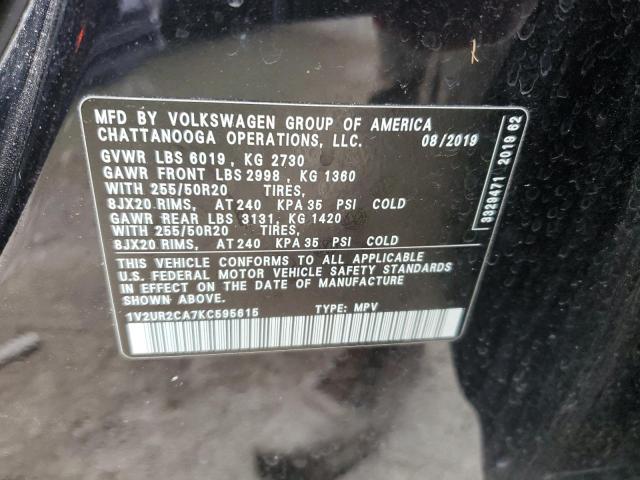 MFD BY VOLKSWAGEN GROUP OF AMERICA
CHATTANOOGA OPERATIONS, LLC. 08/2019
GVWR LBS 6019, KG 2730
GAWR FRONT LBS 2998, KG 1360
WITH 255/50R20 TIRES,
8JX20 RIMS, AT 240 KPA 35 PSI COLD
GAWR REAR LBS 3131, KG 1420
WITH 255/50R20 TIRES,
8JX20 RIMS, AT 240 KPA 35 PSI COLD
THIS VEHICLE CONFORMS TO ALL APPLICABLE
U.S. FEDERAL MOTOR VEHICLE SAFETY STANDARDS
IN EFFECT ON THE DATE OF MANUFACTURE
SHOWN ABOVE.
1V2UR2CA7KC595615 TYPE: MPV
3329471 2019 62